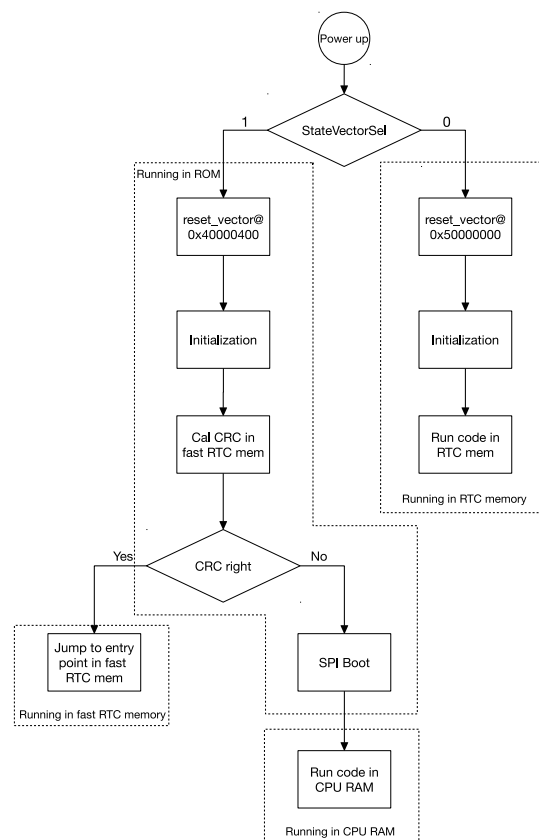 Power up
StateVectorSel
1
0
Running in ROM
reset_vector@
0x40000400
reset_vector@
0x50000000
Initialization
Initialization
Cal CRC in
fast RTC mem
Run code in
RTC mem
Running in RTC memory
Yes
CRC right
No
Jump to entry
point in fast
RTC mem
SPI Boot
Running in fast RTC memory
Run code in
CPU RAM
Running in CPU RAM